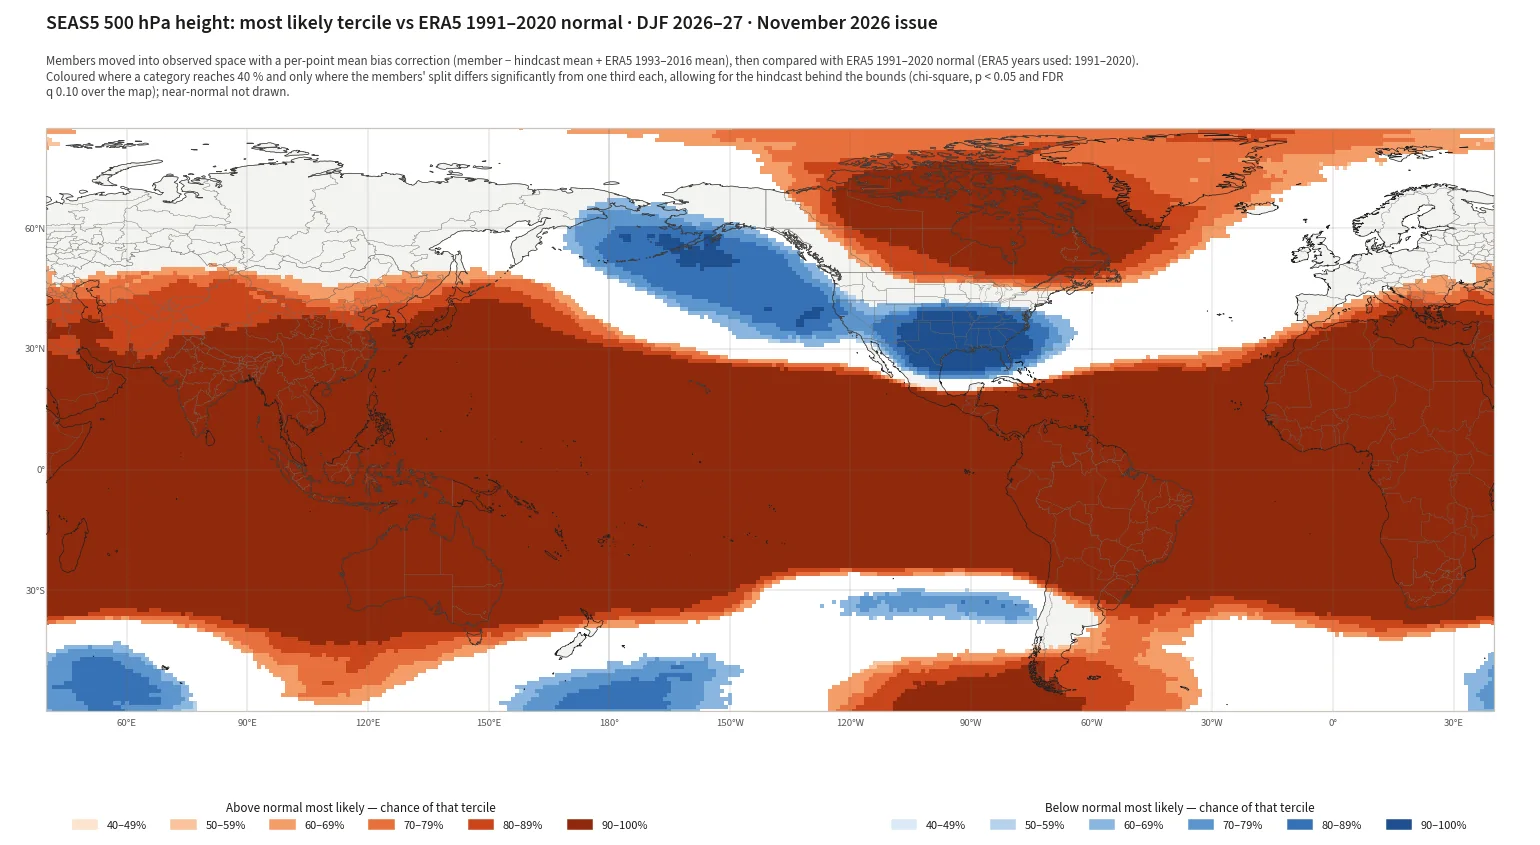 SEAS5 500 hPa height: most likely tercile vs ERA5 1991–2020 normal · DJF 2026–27 · November 2026 issue
Members moved into observed space with a per-point mean bias correction (member − hindcast mean + ERA5 1993–2016 mean), then compared with ERA5 1991–2020 normal (ERA5 years used: 1991–2020).
Coloured where a category reaches 40 % and only where the members' split differs significantly from one third each, allowing for the hindcast behind the bounds (chi-square, p < 0.05 and FDR
q 0.10 over the map); near-normal not drawn.
60°N
30°N
0°
30°S
60°E
90°E
120°E
150°E
180°
150°W
120°W
90°W
60°W
30°W
0°
30°E
Above normal most likely — chance of that tercile
40–49%
50–59%
60–69%
70–79%
80–89%
90–100%
Below normal most likely — chance of that tercile
40–49%
50–59%
60–69%
70–79%
80–89%
90–100%